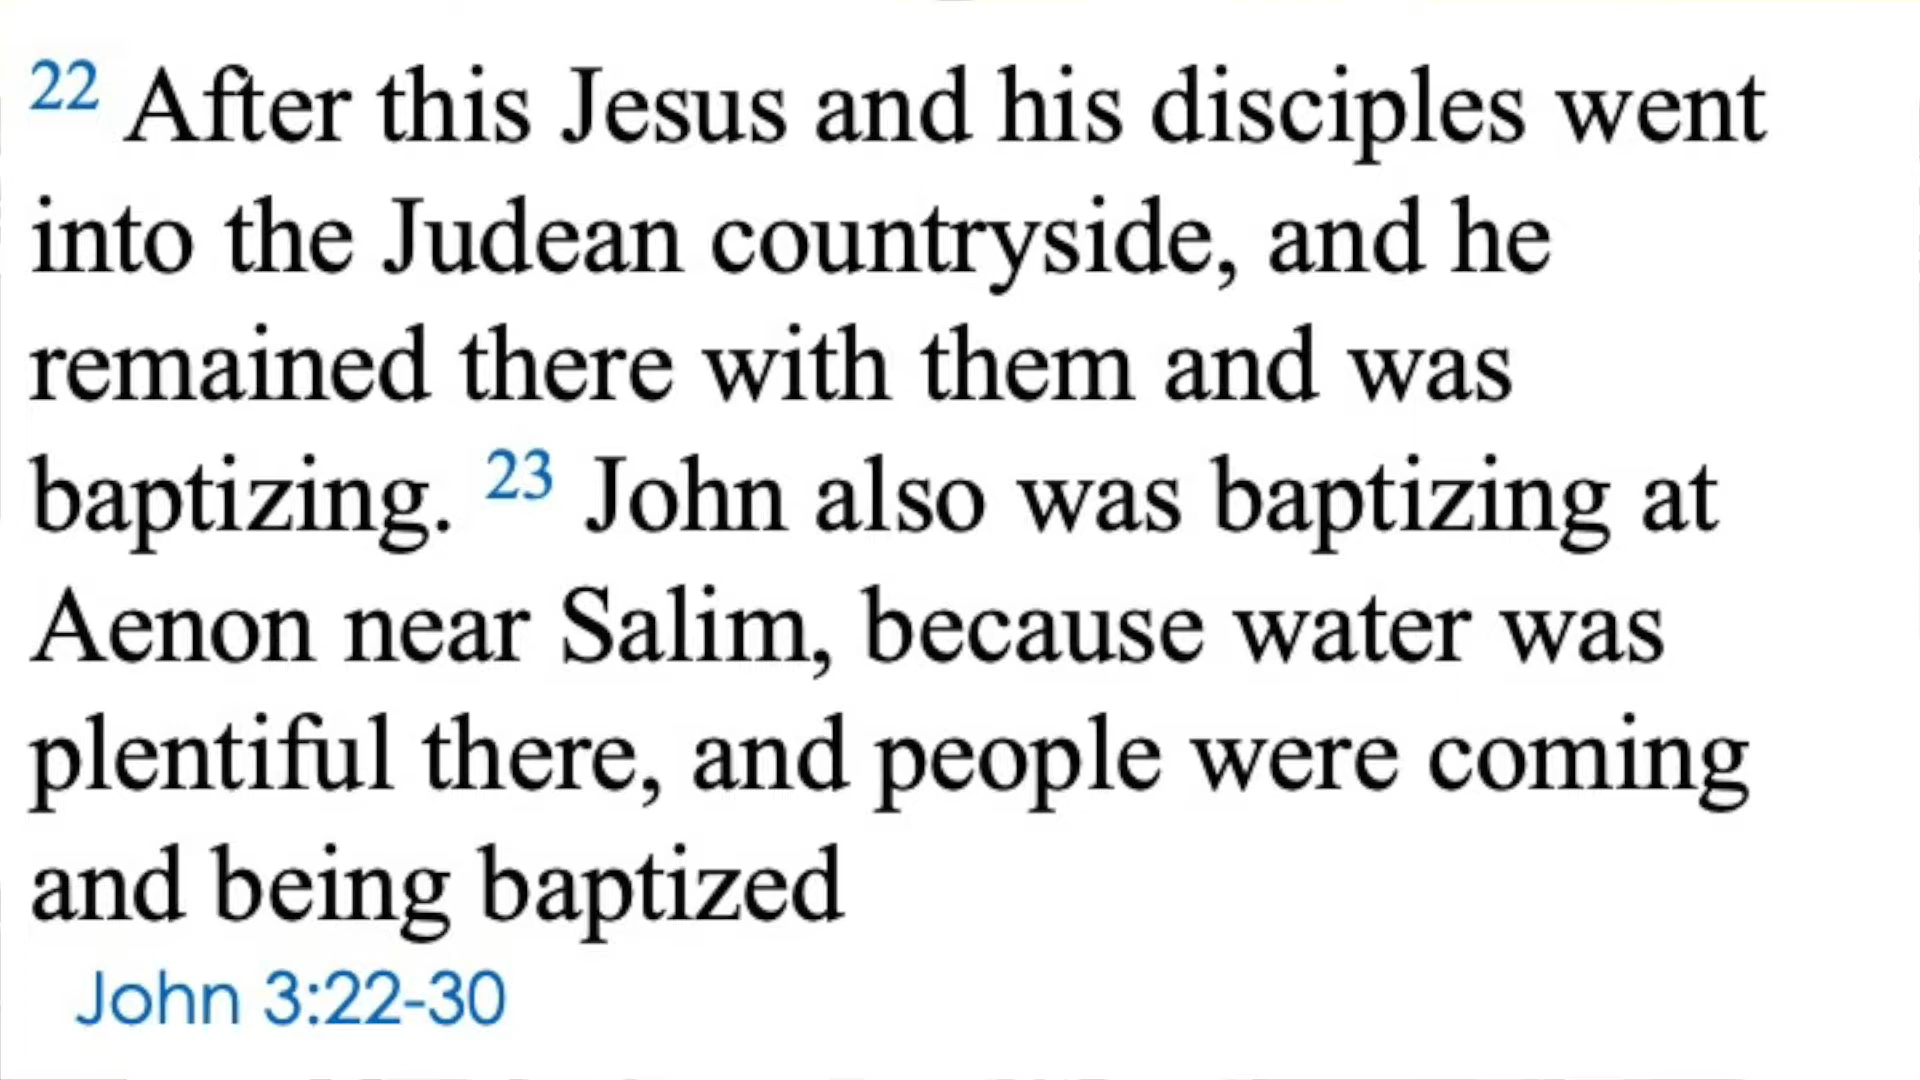 22 After this Jesus and his disciples went
into the Judean countryside, and he
remained there with them and was
baptizing. 23 John also was baptizing at
Aenon near Salim, because water was
plentiful there, and people were coming
and being baptized
John 3:22-30